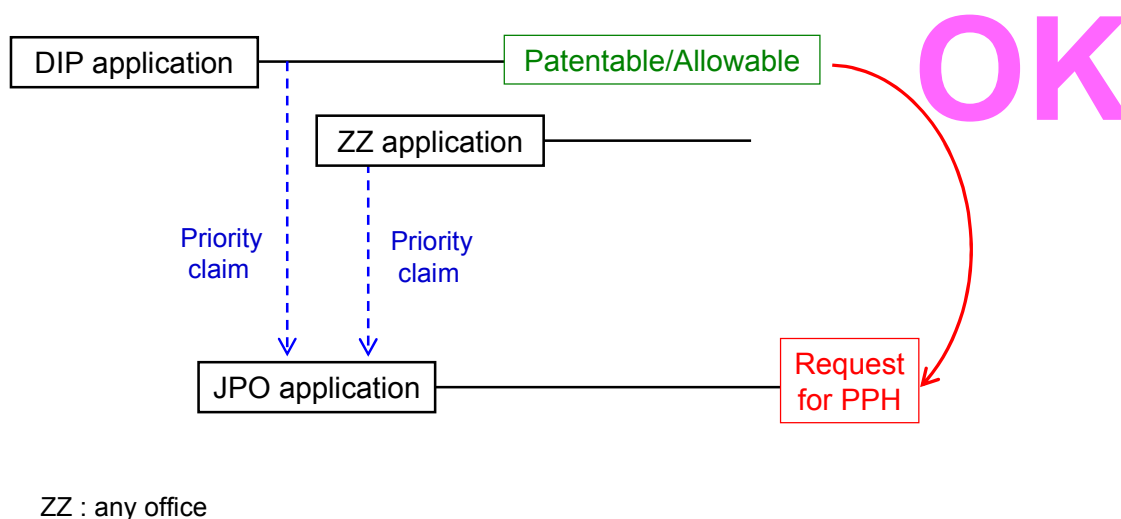 OK
DIP application
Patentable/Allowable
ZZ application
Priority
claim
Priority
claim
JPO application
Request
for PPH
ZZ : any office